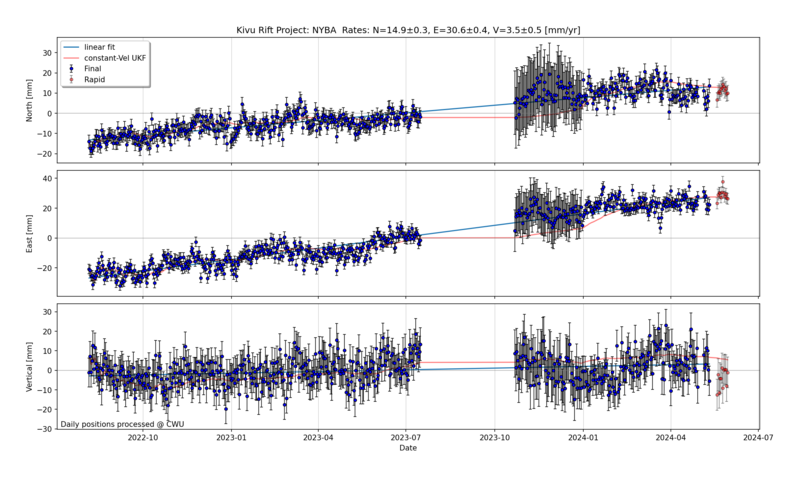 Kivu Rift Project: NYBA  Rates: N=14.9±0.3, E=30.6±0.4, V=3.5±0.5 [mm/yr]
linear fit
constant-Vel UKF
Final
Rapid
North [mm]
30
20
10
0
−10
−20
East [mm]
40
20
0
−20
Vertical [mm]
30
20
10
0
−10
−20
−30
Daily positions processed @ CWU
2022-10
2023-01
2023-04
2023-07
2023-10
2024-01
2024-04
2024-07
Date